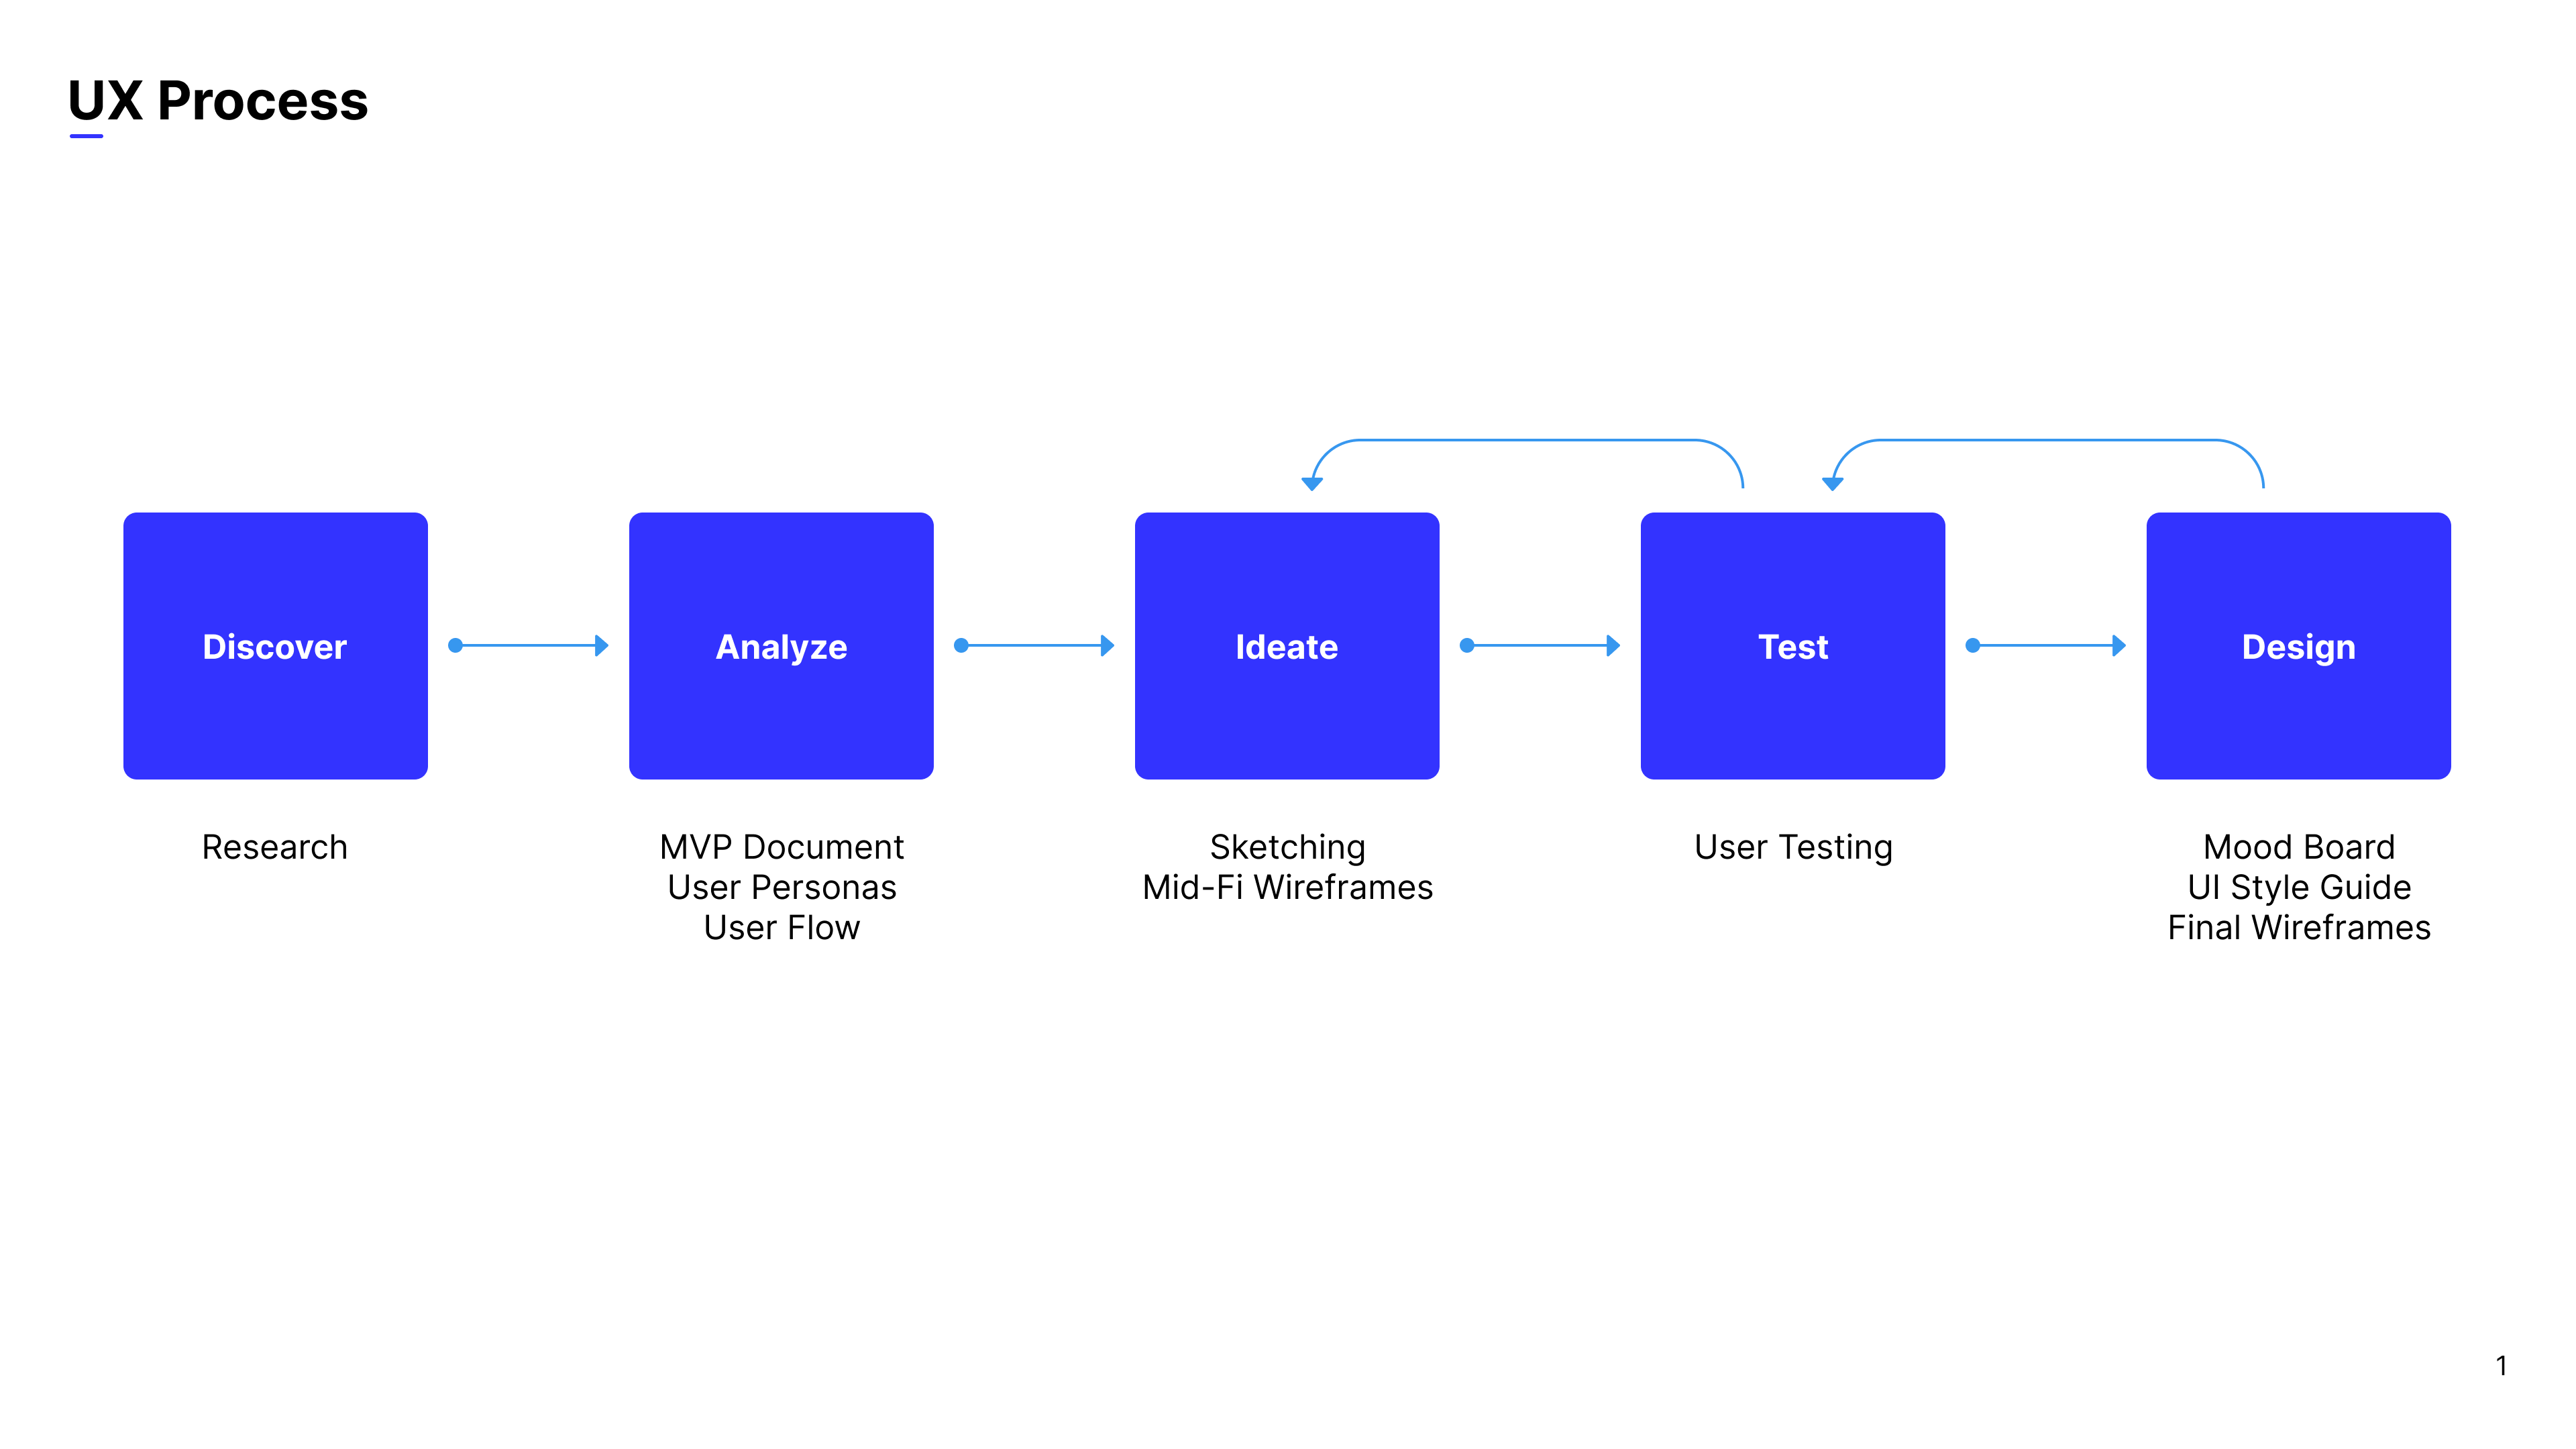 UX Process
Discover
Analyze
Ideate
Test
Design
Research
MVP Document
User Personas
User Flow
Sketching
Mid-Fi Wireframes
User Testing
Mood Board
UI Style Guide
Final Wireframes
1